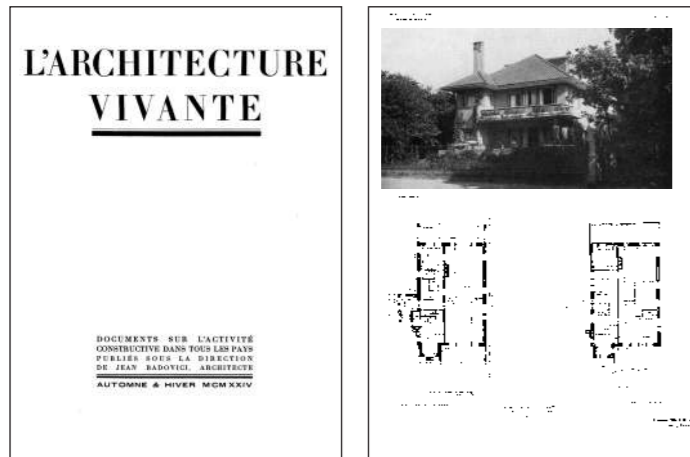 L'ARCHITECTURE
VIVANTE
DOCUMENTS SUR L'ACTIVITÉ
CONSTRUCTIVE DANS TOUS LES PAYS
PUBLIÉS SOUS LA DIRECTION
DE JEAN BADOVICI, ARCHITECTE
AUTOMNE & HIVER MCMXXIV